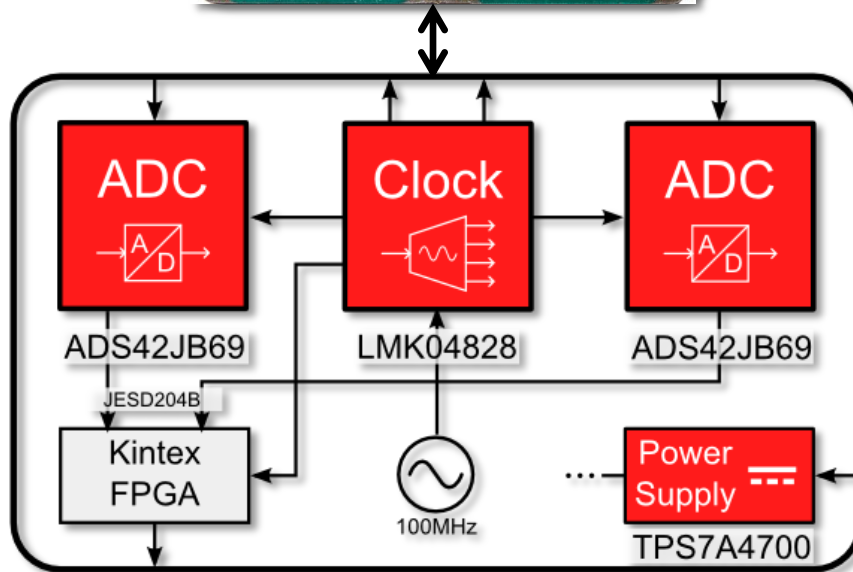 ADC
Clock
ADC
A
D
A
D
ADS42JB69
LMK04828
ADS42JB69
JESD204B
Kintex
FPGA
100MHz
...
Power
Supply
TPS7A4700